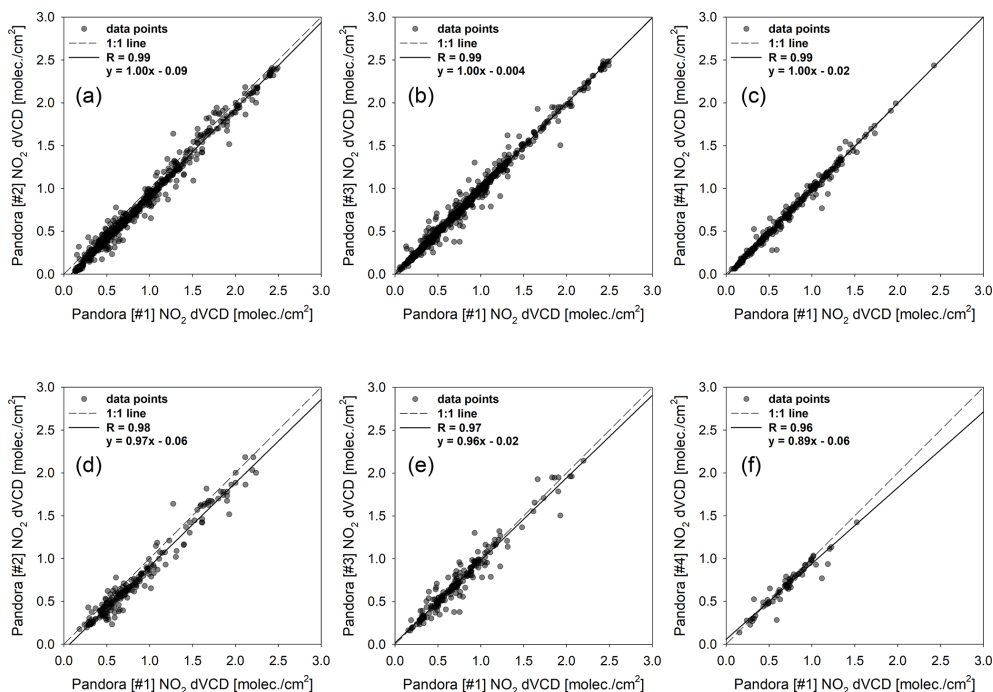 data points
1:1 line
R = 0.99
y = 1.00x - 0.09
(a)
Pandora [#2] NO₂ dVCD [molec./cm²]
3.0
2.5
2.0
1.5
1.0
0.5
0.0
0.0 0.5 1.0 1.5 2.0 2.5 3.0
Pandora [#1] NO₂ dVCD [molec./cm²]
data points
1:1 line
R = 0.99
y = 1.00x - 0.004
(b)
Pandora [#3] NO₂ dVCD [molec./cm²]
3.0
2.5
2.0
1.5
1.0
0.5
0.0
0.0 0.5 1.0 1.5 2.0 2.5 3.0
Pandora [#1] NO₂ dVCD [molec./cm²]
data points
1:1 line
R = 0.99
y = 1.00x - 0.02
(c)
Pandora [#4] NO₂ dVCD [molec./cm²]
3.0
2.5
2.0
1.5
1.0
0.5
0.0
0.0 0.5 1.0 1.5 2.0 2.5 3.0
Pandora [#1] NO₂ dVCD [molec./cm²]
data points
1:1 line
R = 0.98
y = 0.97x - 0.06
(d)
Pandora [#2] NO₂ dVCD [molec./cm²]
3.0
2.5
2.0
1.5
1.0
0.5
0.0
0.0 0.5 1.0 1.5 2.0 2.5 3.0
Pandora [#1] NO₂ dVCD [molec./cm²]
data points
1:1 line
R = 0.97
y = 0.96x - 0.02
(e)
Pandora [#3] NO₂ dVCD [molec./cm²]
3.0
2.5
2.0
1.5
1.0
0.5
0.0
0.0 0.5 1.0 1.5 2.0 2.5 3.0
Pandora [#1] NO₂ dVCD [molec./cm²]
data points
1:1 line
R = 0.96
y = 0.89x - 0.06
(f)
Pandora [#4] NO₂ dVCD [molec./cm²]
3.0
2.5
2.0
1.5
1.0
0.5
0.0
0.0 0.5 1.0 1.5 2.0 2.5 3.0
Pandora [#1] NO₂ dVCD [molec./cm²]